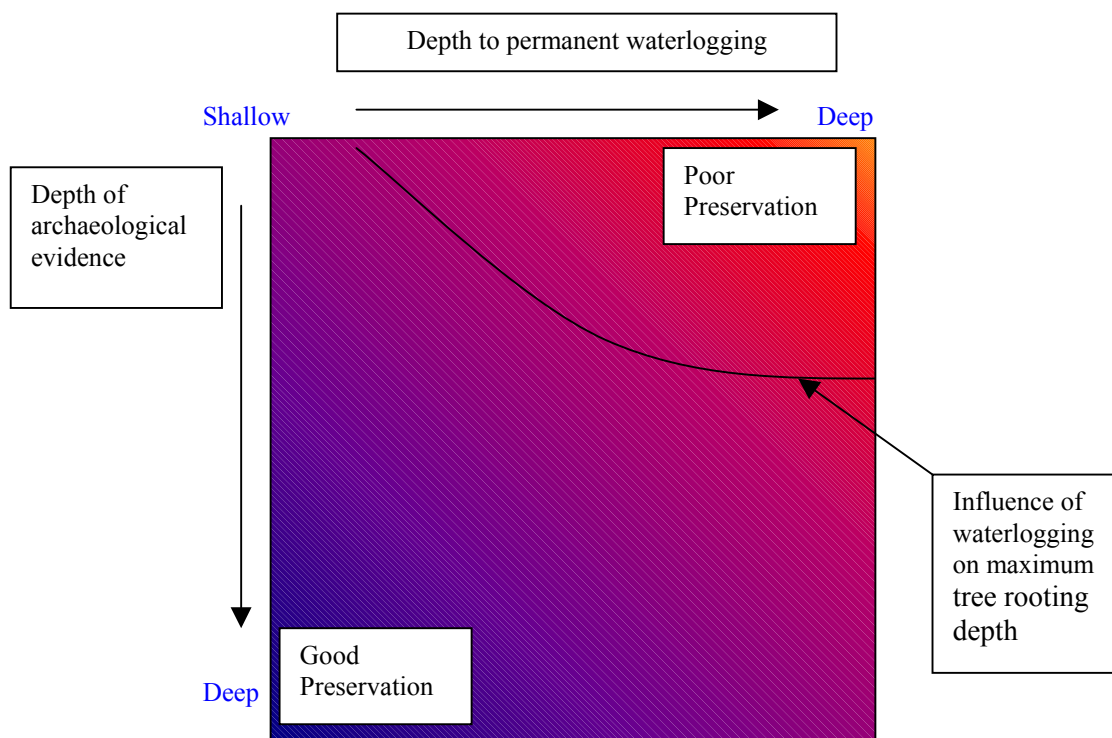 Depth to permanent waterlogging
Shallow
Deep
Depth of
archaeological
evidence
Poor
Preservation
Influence of
waterlogging
on maximum
tree rooting
depth
Good
Preservation
Deep